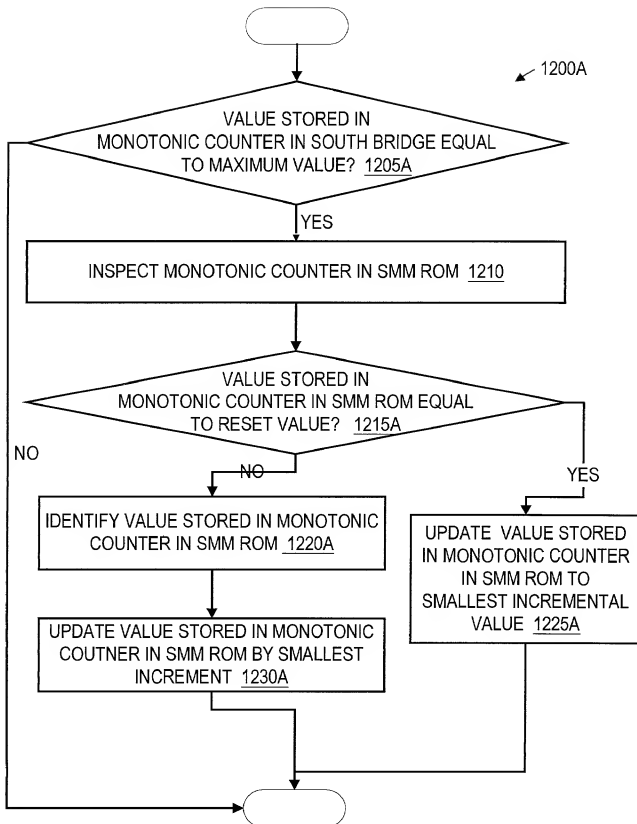 1200A
VALUE STORED IN
MONOTONIC COUNTER IN SOUTH BRIDGE EQUAL
TO MAXIMUM VALUE? 1205A
YES
INSPECT MONOTONIC COUNTER IN SMM ROM 1210
VALUE STORED IN
MONOTONIC COUNTER IN SMM ROM EQUAL
TO RESET VALUE? 1215A
NO
NO
YES
IDENTIFY VALUE STORED IN MONOTONIC
COUNTER IN SMM ROM 1220A
UPDATE VALUE STORED
IN MONOTONIC COUNTER
IN SMM ROM TO
SMALLEST INCREMENTAL
VALUE 1225A
UPDATE VALUE STORED IN MONOTONIC
COUTNER IN SMM ROM BY SMALLEST
INCREMENT 1230A